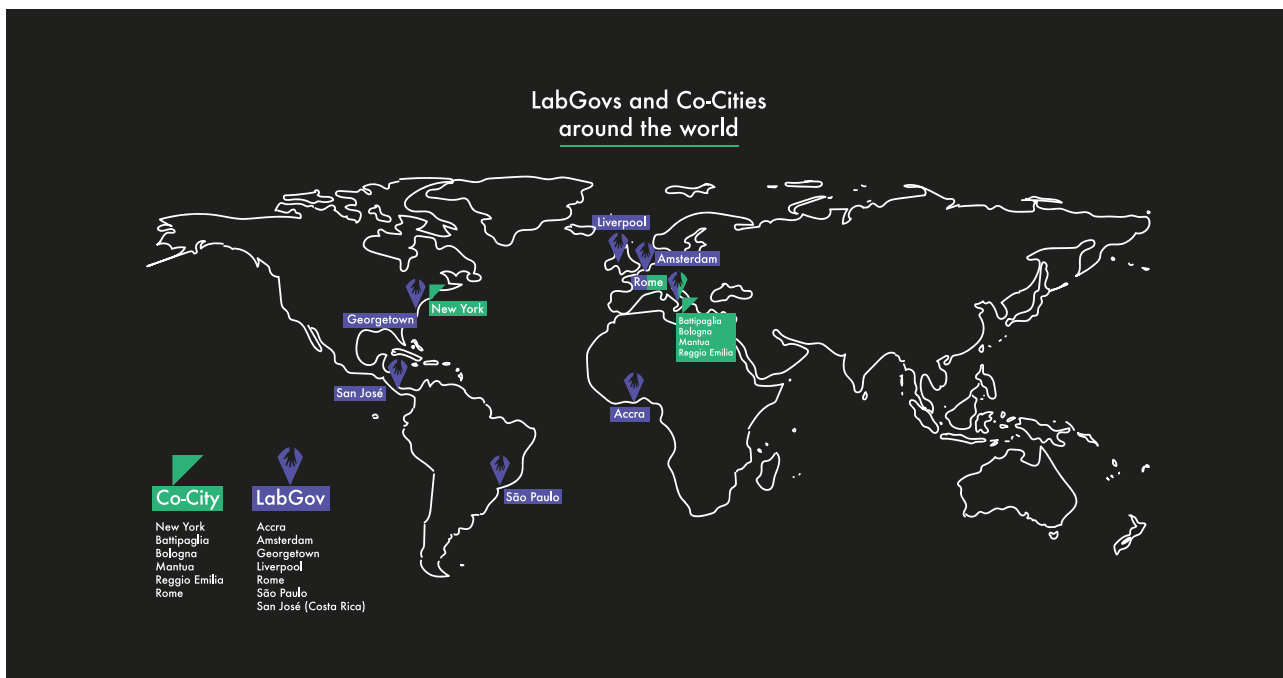 LabGovs and Co-Cities
around the world
Liverpool
Amsterdam
Rome
New York
Georgetown
Battipaglia
Bologna
Mantua
Reggio Emilia
San José
Accra
São Paulo
Co-City
New York
Battipaglia
Bologna
Mantua
Reggio Emilia
Rome
LabGov
Accra
Amsterdam
Georgetown
Liverpool
Rome
São Paulo
San José (Costa Rica)